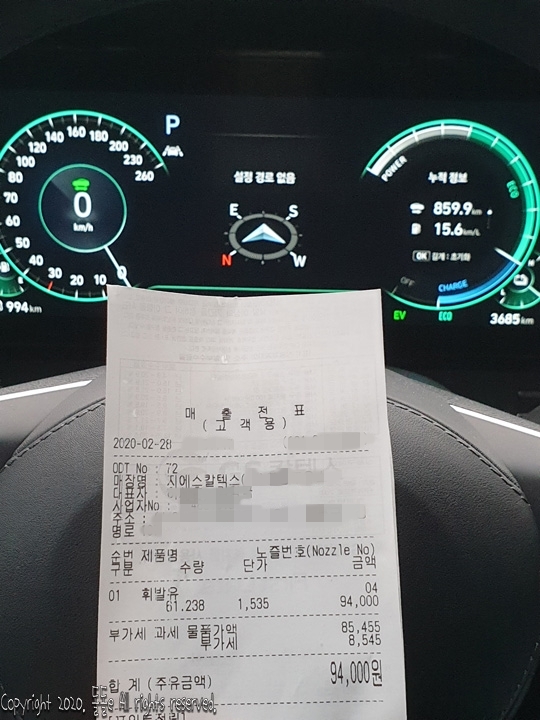 P
140 160 180
120 200
100 220
80 230
70 260
60
50
40
30 20 10 0
0
km/h
994 km
설정 경로 없음
E S
N W
POWER
ECO
누적 정보
859.9 km
15.6 km/L
OK 길게 : 초기화
OFF CHARGE
EV ECO
3685 km
매 출 전 표
( 고 객 용 )
2020-02-28
ODT No : 72
매장명 : 지에스칼텍스(
대표자 :
사업자No :
주소 :
명로
순번 제품명 노즐번호(Nozzle No)
구분 수량 단가 금액
01 휘발유 04
61.238 1,535 94,000
부가세 과세 물품가액 85,455
부가세 8,545
합 계 (주유금액) 94,000원
Copyright 2020. All rights reserved.